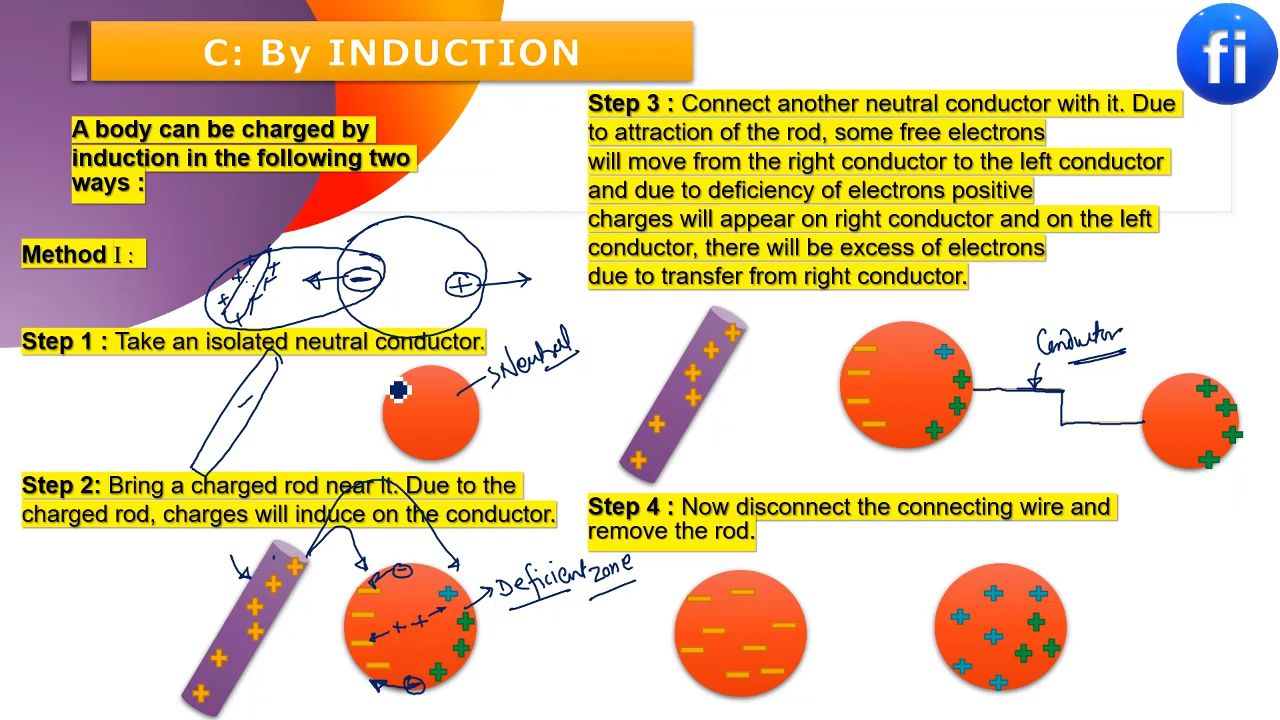 C: By INDUCTION
fi
A body can be charged by
induction in the following two
ways :
Method I :
Step 1 : Take an isolated neutral conductor.
Neutral
Step 2: Bring a charged rod near it. Due to the
charged rod, charges will induce on the conductor.
Deficient zone
Step 3 : Connect another neutral conductor with it. Due
to attraction of the rod, some free electrons
will move from the right conductor to the left conductor
and due to deficiency of electrons positive
charges will appear on right conductor and on the left
conductor, there will be excess of electrons
due to transfer from right conductor.
Conductor
Step 4 : Now disconnect the connecting wire and
remove the rod.